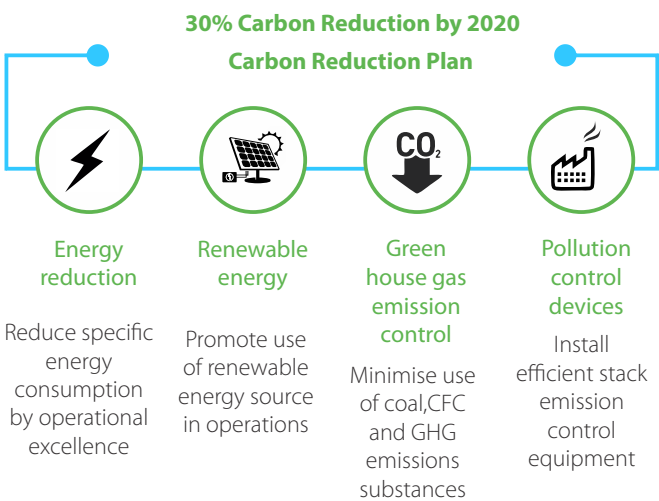 30% Carbon Reduction by 2020
Carbon Reduction Plan
CO₂
Energy
reduction
Reduce specific
energy
consumption
by operational
excellence
Renewable
energy
Promote use
of renewable
energy source
in operations
Green
house gas
emission
control
Minimise use
of coal,CFC
and GHG
emissions
substances
Pollution
control
devices
Install
efficient stack
emission
control
equipment